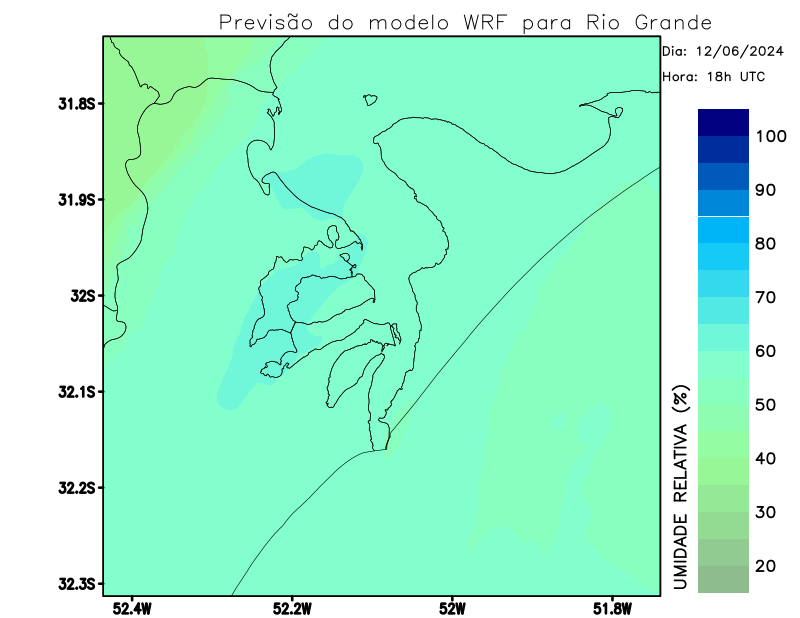 Previsão do modelo WRF para Rio Grande
Dia: 12/06/2024
Hora: 18h UTC
31.8S
31.9S
32S
32.1S
32.2S
32.3S
52.4W
52.2W
52W
51.8W
UMIDADE RELATIVA (%)
100
90
80
70
60
50
40
30
20